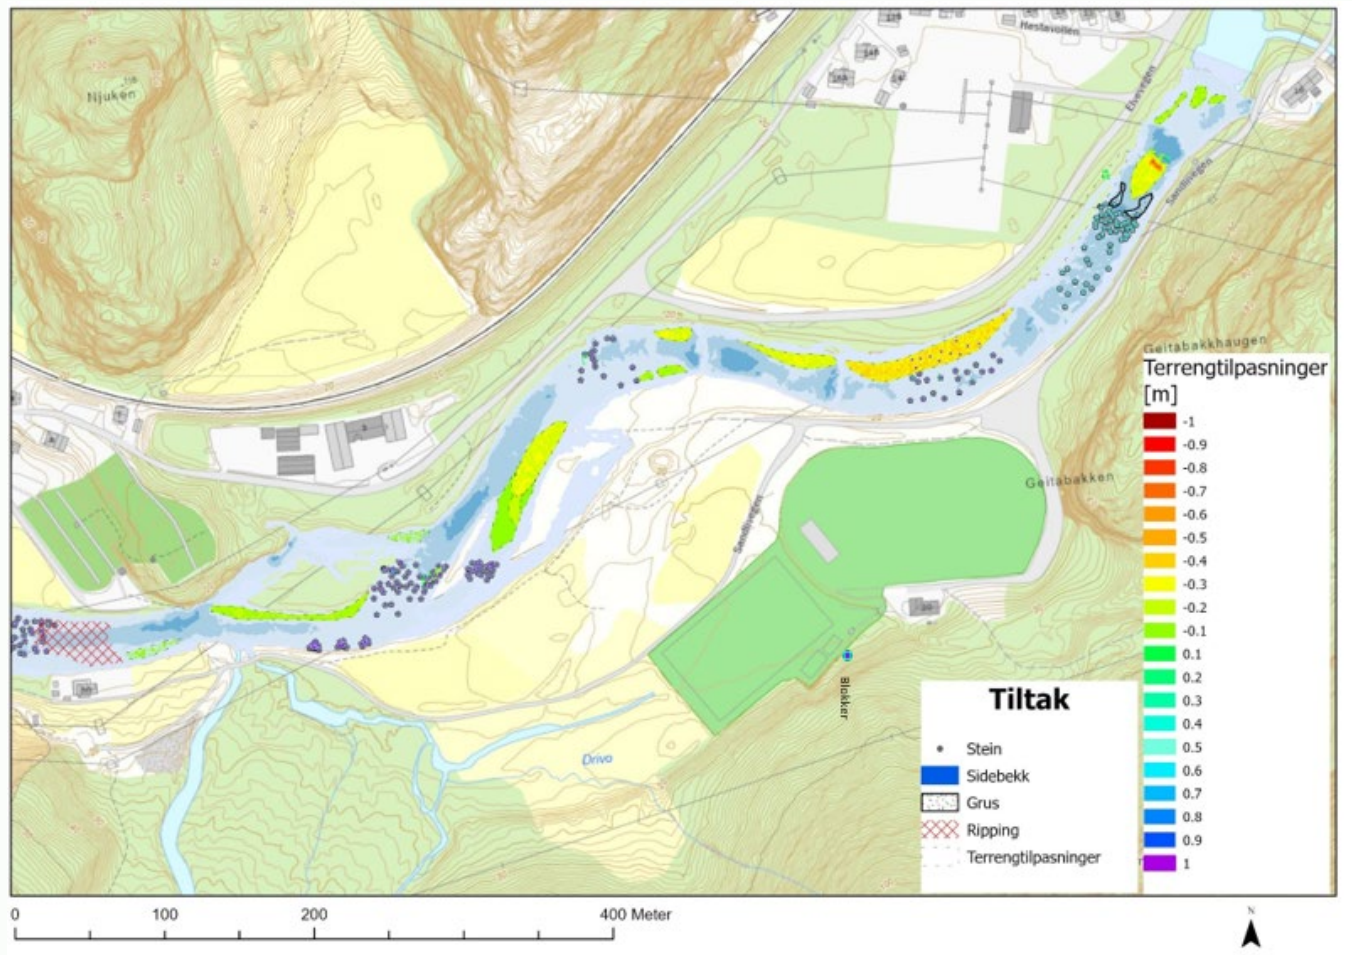 Njuken
Hestavollen
Elvevegen
Sandlivegen
Geitabakkhaugen
Geitabakken
Sandlivegen
Blakker
Drivo
Terrengtilpasninger
[m]
-1
-0.9
-0.8
-0.7
-0.6
-0.5
-0.4
-0.3
-0.2
-0.1
0.1
0.2
0.3
0.4
0.5
0.6
0.7
0.8
0.9
1
Tiltak
Stein
Sidebekk
Grus
Ripping
Terrengtilpasninger
0 100 200 400 Meter
N